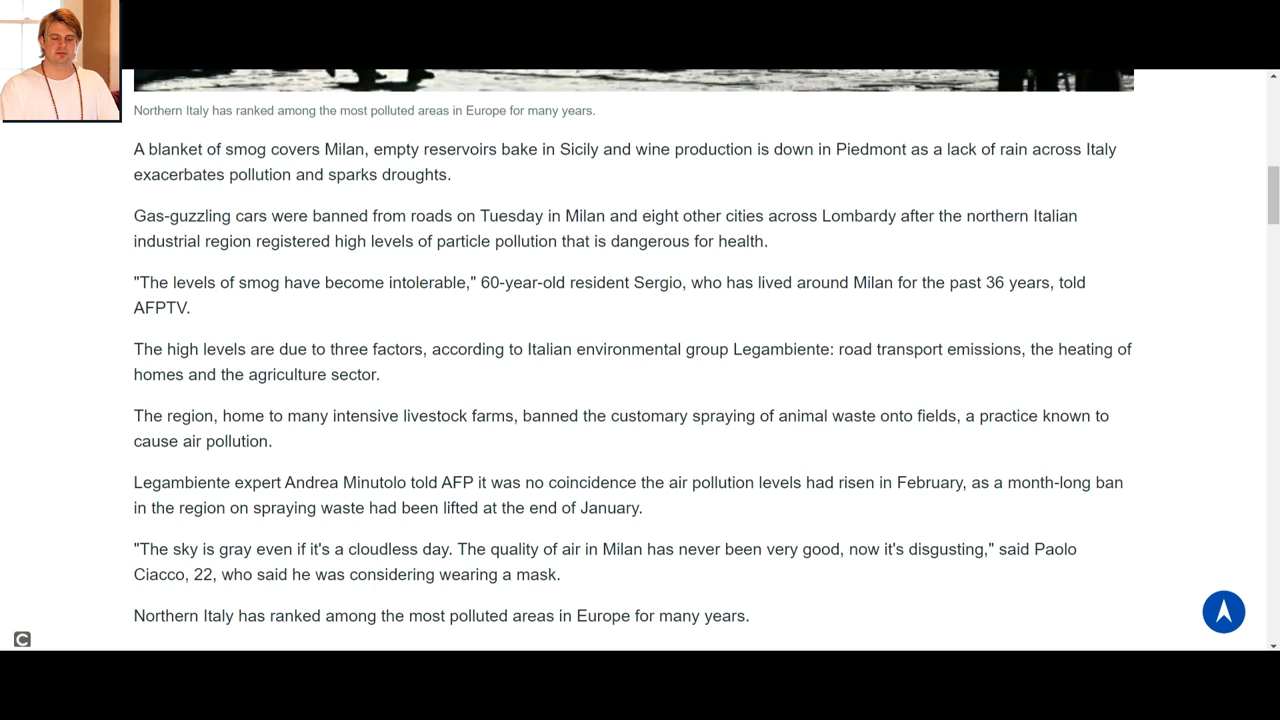 Northern Italy has ranked among the most polluted areas in Europe for many years.
A blanket of smog covers Milan, empty reservoirs bake in Sicily and wine production is down in Piedmont as a lack of rain across Italy
exacerbates pollution and sparks droughts.
Gas-guzzling cars were banned from roads on Tuesday in Milan and eight other cities across Lombardy after the northern Italian
industrial region registered high levels of particle pollution that is dangerous for health.
"The levels of smog have become intolerable," 60-year-old resident Sergio, who has lived around Milan for the past 36 years, told
AFPTV.
The high levels are due to three factors, according to Italian environmental group Legambiente: road transport emissions, the heating of
homes and the agriculture sector.
The region, home to many intensive livestock farms, banned the customary spraying of animal waste onto fields, a practice known to
cause air pollution.
Legambiente expert Andrea Minutolo told AFP it was no coincidence the air pollution levels had risen in February, as a month-long ban
in the region on spraying waste had been lifted at the end of January.
"The sky is gray even if it's a cloudless day. The quality of air in Milan has never been very good, now it's disgusting," said Paolo
Ciacco, 22, who said he was considering wearing a mask.
Northern Italy has ranked among the most polluted areas in Europe for many years.
C